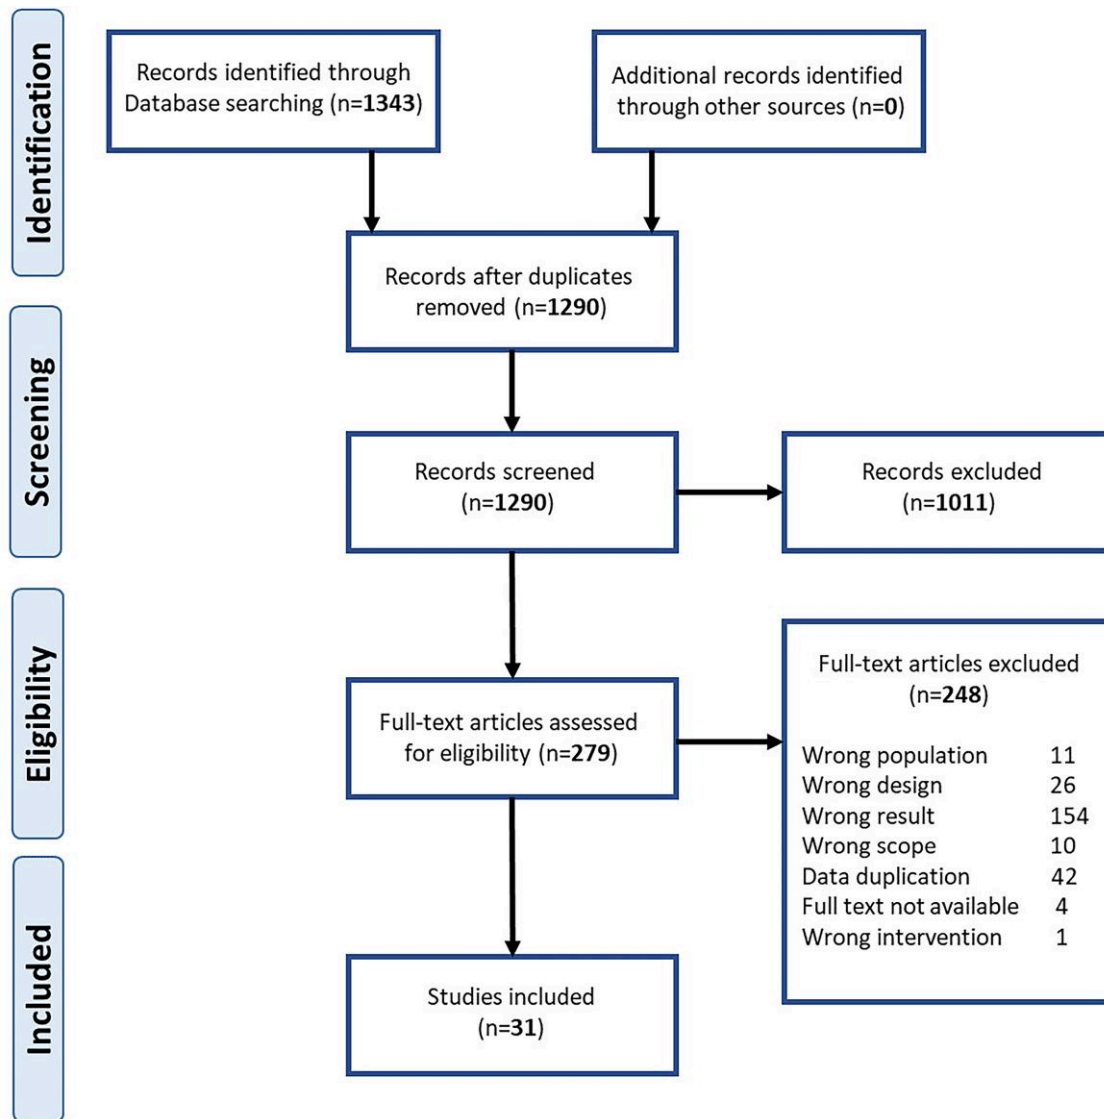 Identification
Records identified through
Database searching (n=1343)
Additional records identified
through other sources (n=0)
Records after duplicates
removed (n=1290)
Screening
Records screened
(n=1290)
Records excluded
(n=1011)
Eligibility
Full-text articles assessed
for eligibility (n=279)
Full-text articles excluded
(n=248)
Wrong population 11
Wrong design 26
Wrong result 154
Wrong scope 10
Data duplication 42
Full text not available 4
Wrong intervention 1
Included
Studies included
(n=31)